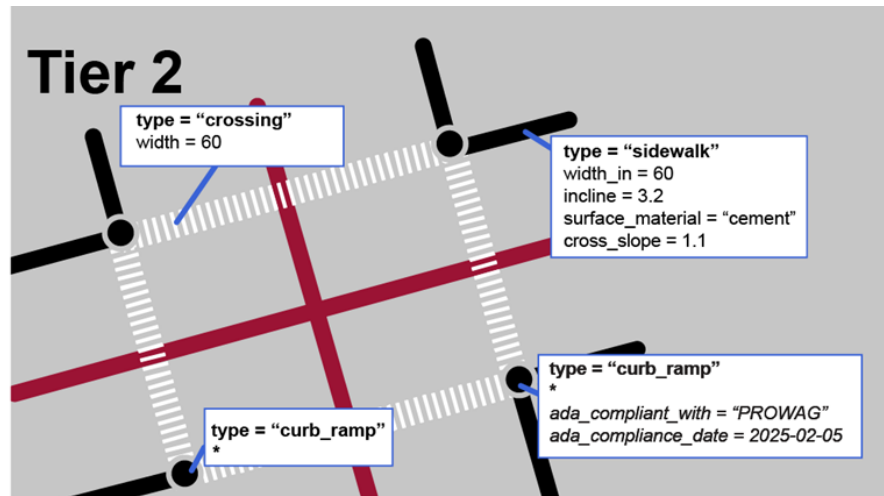 Tier 2
type = “crossing”
width = 60
type = “sidewalk”
width_in = 60
incline = 3.2
surface_material = “cement”
cross_slope = 1.1
type = “curb_ramp”
*
ada_compliant_with = “PROWAG”
ada_compliance_date = 2025-02-05
type = “curb_ramp”
*